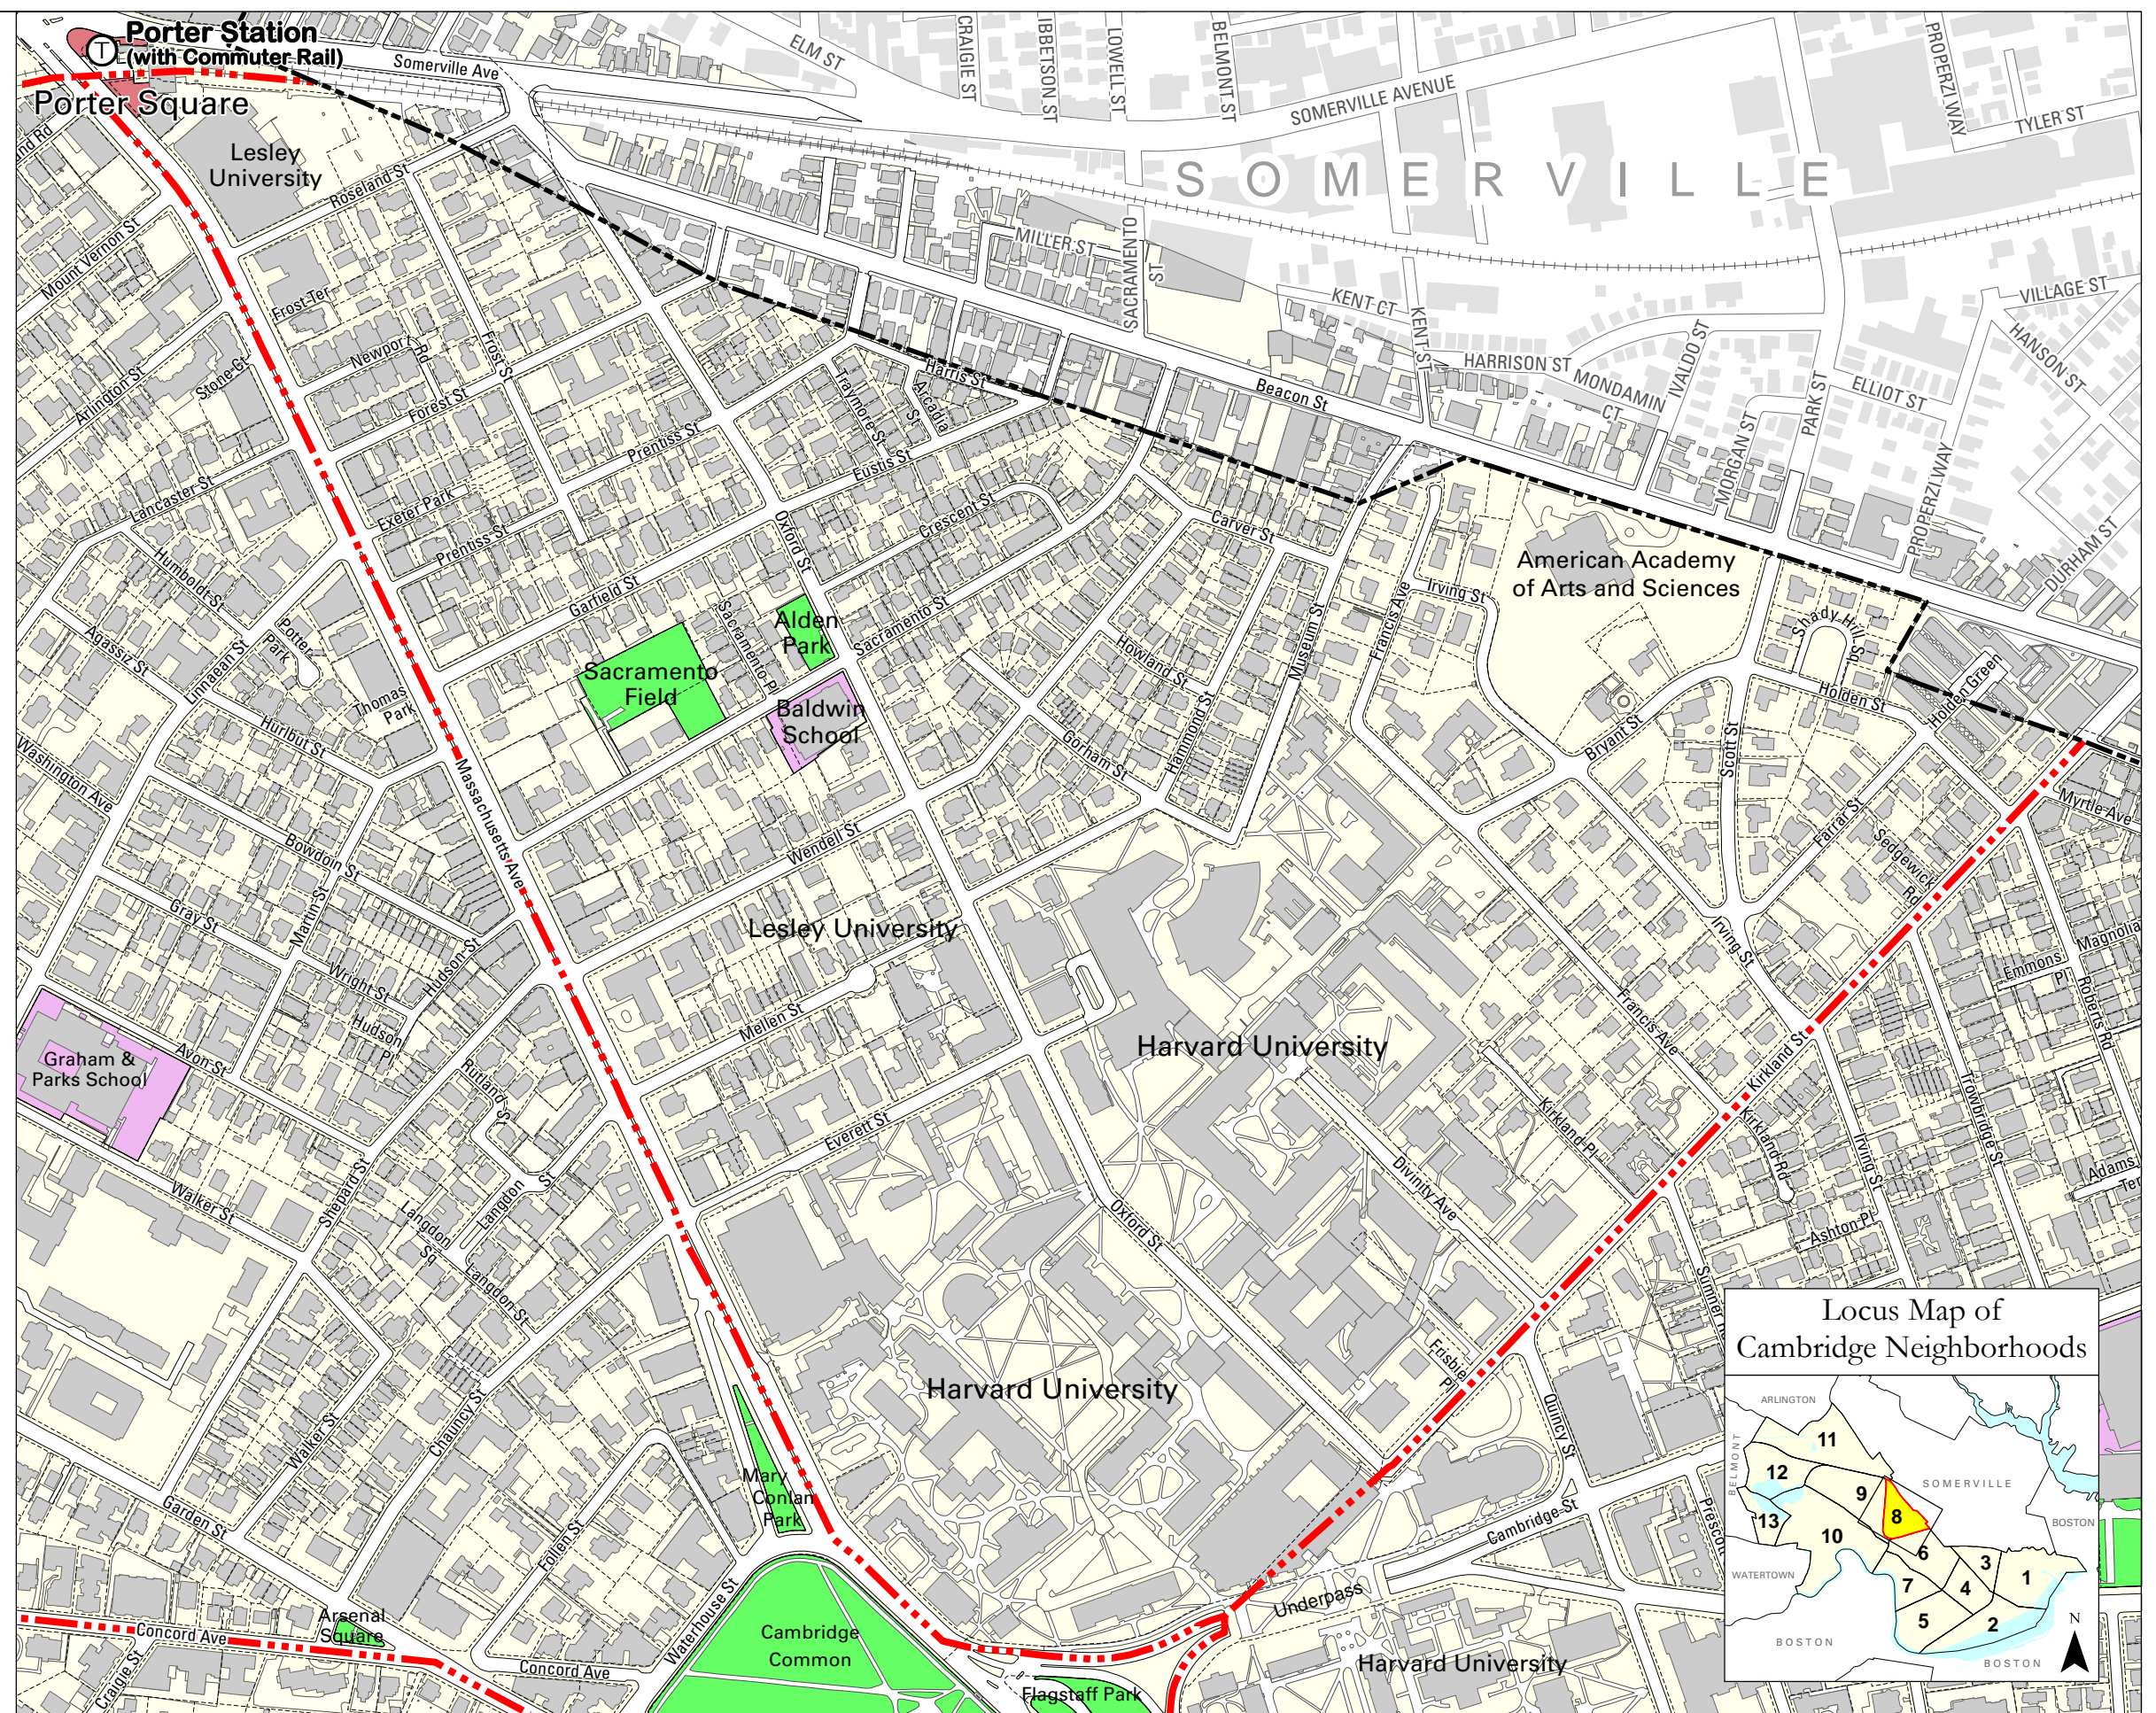 Porter Station
(with Commuter Rail)
Porter Square
Somerville Ave
ELM ST
CRAIGIE ST
IBBETSON ST
LOWELL ST
BELMONT ST
SOMERVILLE AVENUE
PROPERZI WAY
TYLER ST
SOMERVILLE
Lesley
University
Roseland St
Mount Vernon St
MILLER ST
SACRAMENTO
ST
KENT CT
KENT ST
HARRISON ST
MONDAMIN
CT
IVALDO ST
MORGAN ST
PARK ST
ELLIOT ST
VILLAGE ST
HANSON ST
PROPERZI WAY
DURHAM ST
Frost Ter
Newport
Rd
Frost S
Forest St
Stone Ct
Arlington St
Lancaster St
Exeter Park
Prentiss St
Prentiss St
Traymore St
Arcadia
St
Harris St
Beacon St
Eustis St
Crescent St
Oxford St
Carver St
Garfield St
Sacramento St
Sacramento Pl
Alden
Park
Sacramento
Field
Baldwin
School
Humboldt St
Agassiz St
Linnaean St
Potter
Park
Thomas
Park
Hurlbut St
Washington Ave
Bowdoin St
Massachusetts Ave
Howland St
Hammond St
Gorham St
Museum St
Francis Ave
Irving St
American Academy
of Arts and Sciences
Shady Hill
Sq
Holden St
Holden Green
Bryant St
Scott St
Farrar St
Sedgewick
Rd
Myrtle Ave
Magnolia
Emmons
Pl
Roberts Rd
Wendell St
Lesley University
Gray St
Martin St
Wright St
Hudson St
Hudson
Pl
Mellen St
Graham &
Parks School
Avon St
Rutland St
Everett St
Harvard University
Irving St
Francis Ave
Kirkland St
Kirkland Pl
Kirkland Rd
Irving St
Trowbridge St
Adams
Ter
Ashton Pl
Divinity Ave
Oxford St
Walker St
Shepard St
Langdon
Sq
Langdon
St
Langdon St
Sumner
Harvard University
Frisbie
Pl
Quincy St
Chauncy St
Walker St
Garden St
Follen St
Mary
Conlan
Park
Waterhouse St
Cambridge St
Prescott
Underpass
Arsenal
Square
Concord Ave
Craigie St
Concord Ave
Cambridge
Common
Flagstaff Park
Harvard University
Locus Map of
Cambridge Neighborhoods
ARLINGTON
BELMONT
SOMERVILLE
BOSTON
WATERTOWN
BOSTON
BOSTON
11
12
9
8
13
10
6
3
1
7
4
5
2
N
T